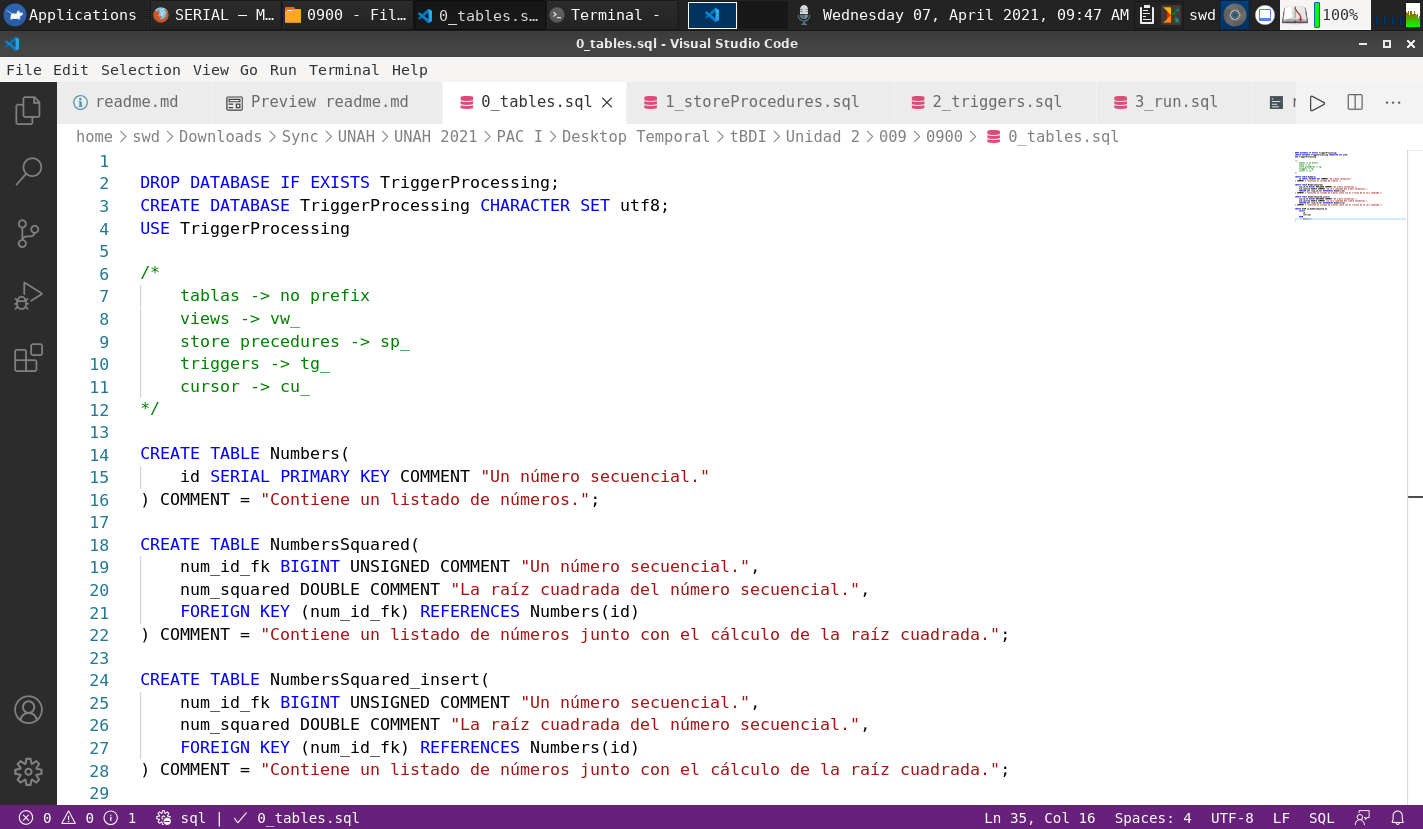 Applications SERIAL — M... 0900 - Fil... 0_tables.s... Terminal - Wednesday 07, April 2021, 09:47 AM swd 100%
0_tables.sql - Visual Studio Code
File Edit Selection View Go Run Terminal Help
readme.md Preview readme.md 0_tables.sql 1_storeProcedures.sql 2_triggers.sql 3_run.sql
home > swd > Downloads > Sync > UNAH > UNAH 2021 > PAC I > Desktop Temporal > tBDI > Unidad 2 > 009 > 0900 > 0_tables.sql
1
2 DROP DATABASE IF EXISTS TriggerProcessing;
3 CREATE DATABASE TriggerProcessing CHARACTER SET utf8;
4 USE TriggerProcessing
5
6 /*
7 tablas -> no prefix
8 views -> vw_
9 store precedures -> sp_
10 triggers -> tg_
11 cursor -> cu_
12 */
13
14 CREATE TABLE Numbers(
15 id SERIAL PRIMARY KEY COMMENT "Un número secuencial."
16 ) COMMENT = "Contiene un listado de números.";
17
18 CREATE TABLE NumbersSquared(
19 num_id_fk BIGINT UNSIGNED COMMENT "Un número secuencial.",
20 num_squared DOUBLE COMMENT "La raíz cuadrada del número secuencial.",
21 FOREIGN KEY (num_id_fk) REFERENCES Numbers(id)
22 ) COMMENT = "Contiene un listado de números junto con el cálculo de la raíz cuadrada.";
23
24 CREATE TABLE NumbersSquared_insert(
25 num_id_fk BIGINT UNSIGNED COMMENT "Un número secuencial.",
26 num_squared DOUBLE COMMENT "La raíz cuadrada del número secuencial.",
27 FOREIGN KEY (num_id_fk) REFERENCES Numbers(id)
28 ) COMMENT = "Contiene un listado de números junto con el cálculo de la raíz cuadrada.";
29
0 0 1 sql | 0_tables.sql Ln 35, Col 16 Spaces: 4 UTF-8 LF SQL